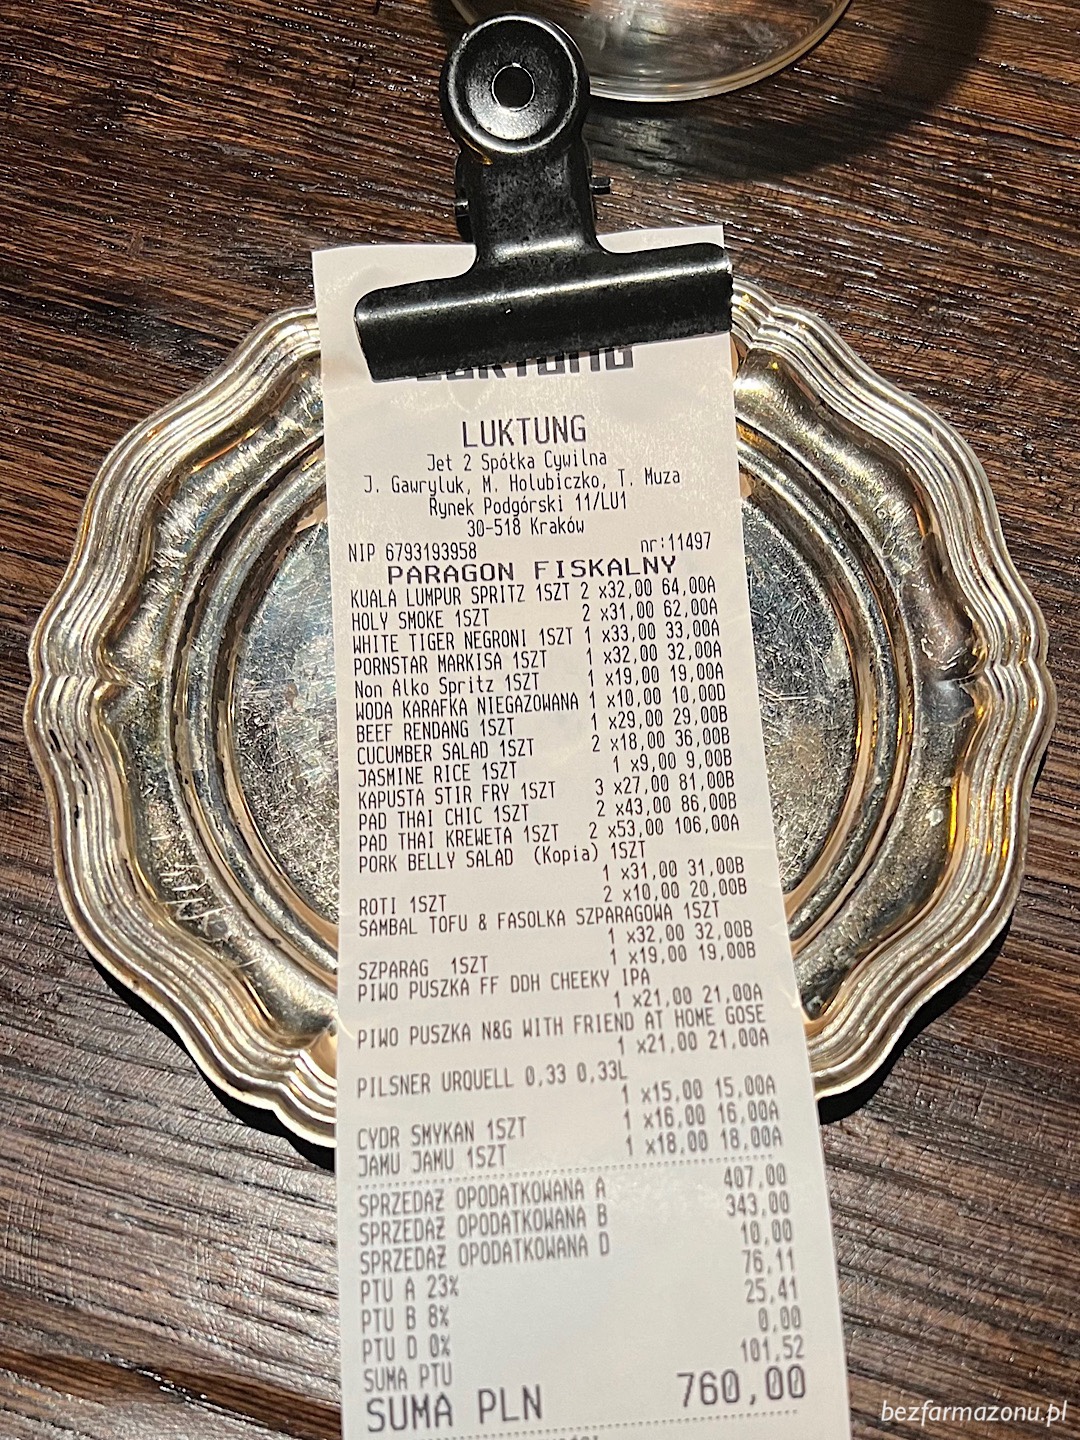 LUKTUNG
LUKTUNG
Jet 2 Spółka Cywilna
J. Gawryluk, M. Holubiczko, T. Muza
Rynek Podgórski 11/LU1
30-518 Kraków
NIP 6793193958 nr:11497
PARAGON FISKALNY
KUALA LUMPUR SPRITZ 1SZT 2 x32,00 64,00A
HOLY SMOKE 1SZT 2 x31,00 62,00A
WHITE TIGER NEGRONI 1SZT 1 x33,00 33,00A
PORNSTAR MARKISA 1SZT 1 x32,00 32,00A
Non Alko Spritz 1SZT 1 x19,00 19,00A
WODA KARAFKA NIEGAZOWANA 1 x10,00 10,00D
BEEF RENDANG 1SZT 1 x29,00 29,00B
CUCUMBER SALAD 1SZT 2 x18,00 36,00B
JASMINE RICE 1SZT 1 x9,00 9,00B
KAPUSTA STIR FRY 1SZT 3 x27,00 81,00B
PAD THAI CHIC 1SZT 2 x43,00 86,00B
PAD THAI KREWETA 1SZT 2 x53,00 106,00A
PORK BELLY SALAD (Kopia) 1SZT
1 x31,00 31,00B
ROTI 1SZT 2 x10,00 20,00B
SAMBAL TOFU & FASOLKA SZPARAGOWA 1SZT
1 x32,00 32,00B
SZPARAG 1SZT 1 x19,00 19,00B
PIWO PUSZKA FF DDH CHEEKY IPA
1 x21,00 21,00A
PIWO PUSZKA N&G WITH FRIEND AT HOME GOSE
1 x21,00 21,00A
PILSNER URQUELL 0,33 0,33L
1 x15,00 15,00A
CYDR SMYKAN 1SZT 1 x16,00 16,00A
JAMU JAMU 1SZT 1 x18,00 18,00A
SPRZEDAŻ OPODATKOWANA A 407,00
SPRZEDAŻ OPODATKOWANA B 343,00
SPRZEDAŻ OPODATKOWANA D 10,00
PTU A 23% 76,11
PTU B 8% 25,41
PTU D 0% 0,00
SUMA PTU 101,52
SUMA PLN 760,00
bezfarmazonu.pl